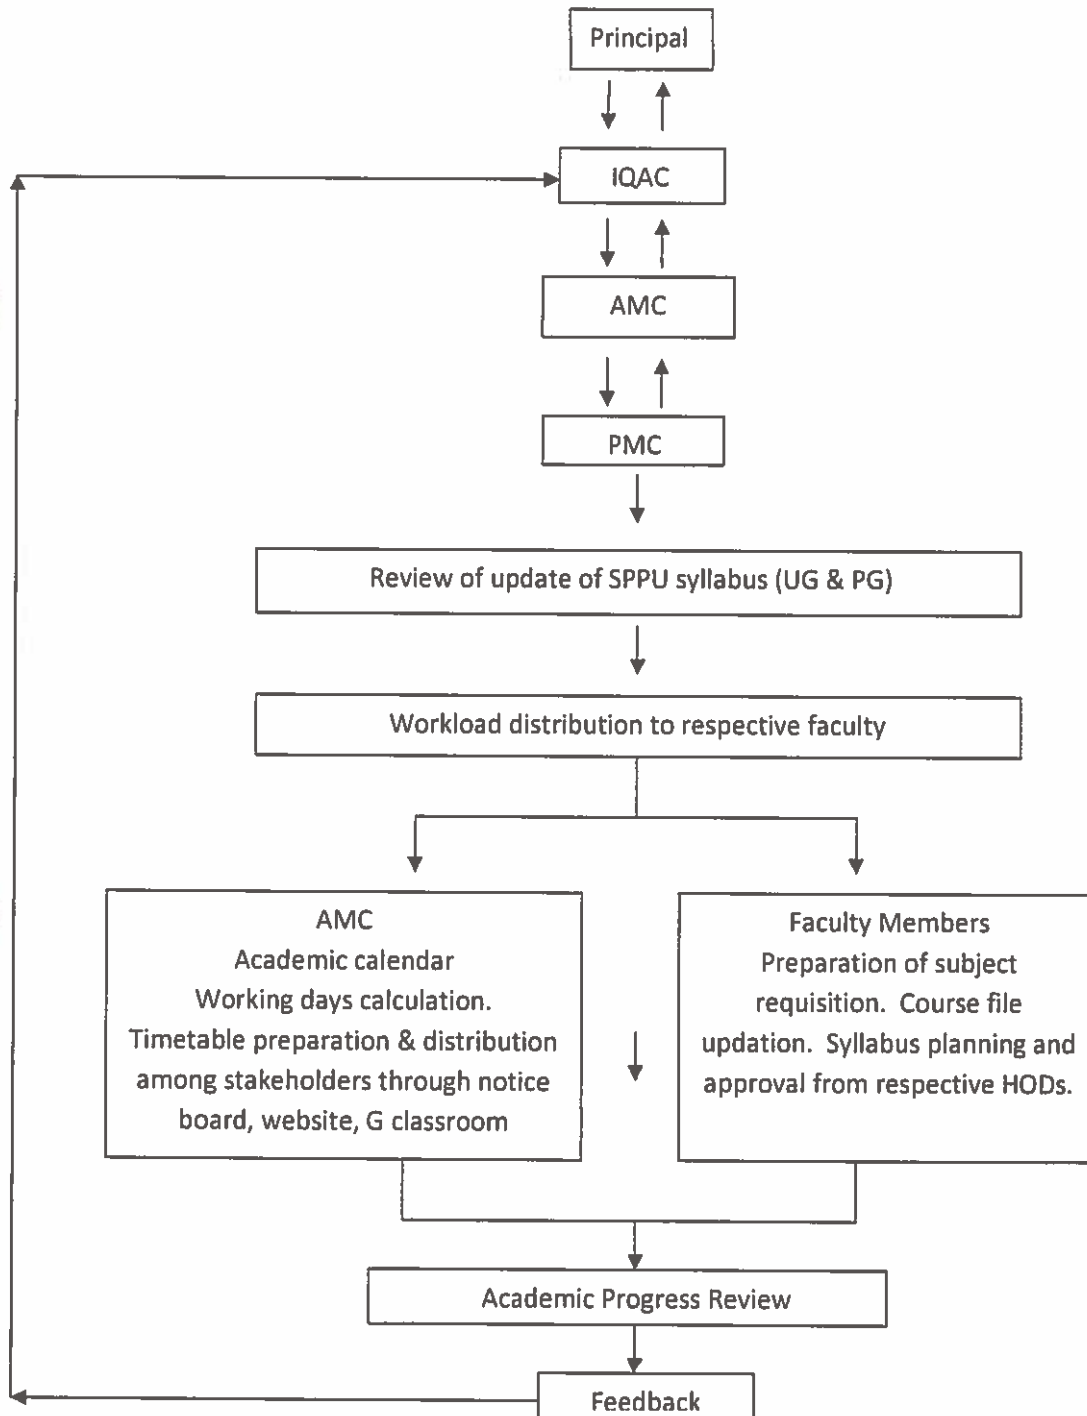 Principal
IQAC
AMC
PMC
Review of update of SPPU syllabus (UG & PG)
Workload distribution to respective faculty
AMC
Academic calendar
Working days calculation.
Timetable preparation & distribution
among stakeholders through notice
board, website, G classroom
Faculty Members
Preparation of subject
requisition. Course file
updation. Syllabus planning and
approval from respective HODs.
Academic Progress Review
Feedback